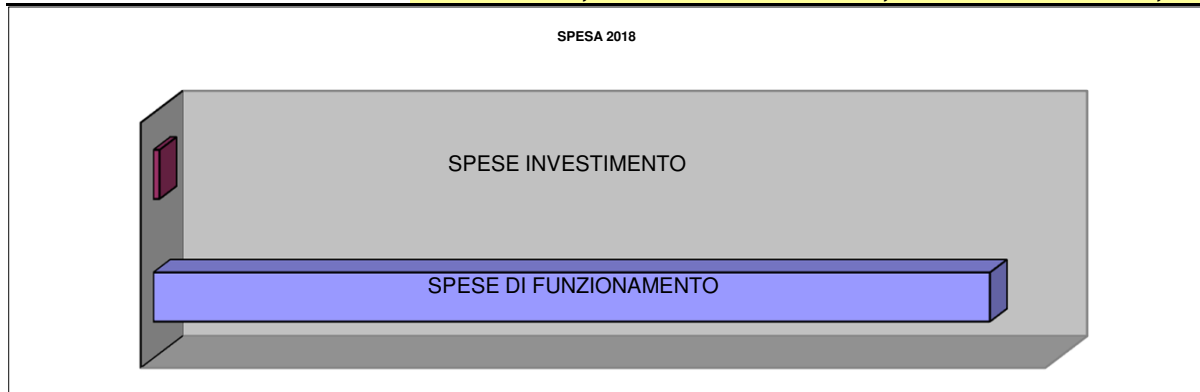 SPESA 2018
SPESE INVESTIMENTO
SPESE DI FUNZIONAMENTO